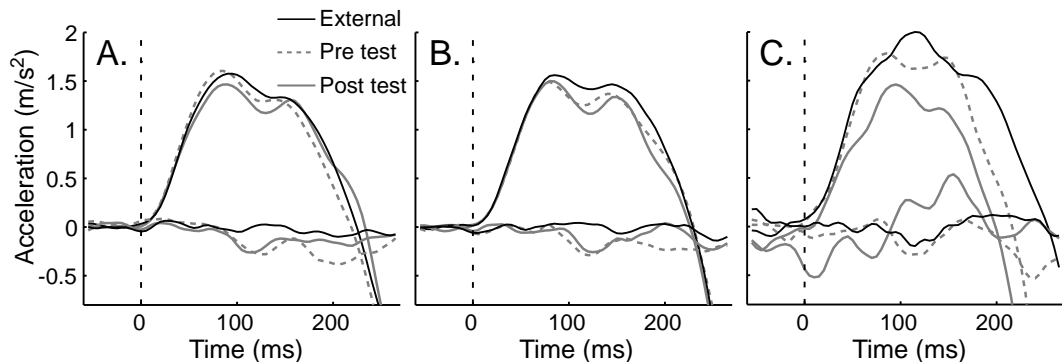 External
Pre test
Post test
A.
B.
C.
Acceleration (m/s²)
2
1.5
1
0.5
0
-0.5
0 100 200
0 100 200
0 100 200
Time (ms)
Time (ms)
Time (ms)